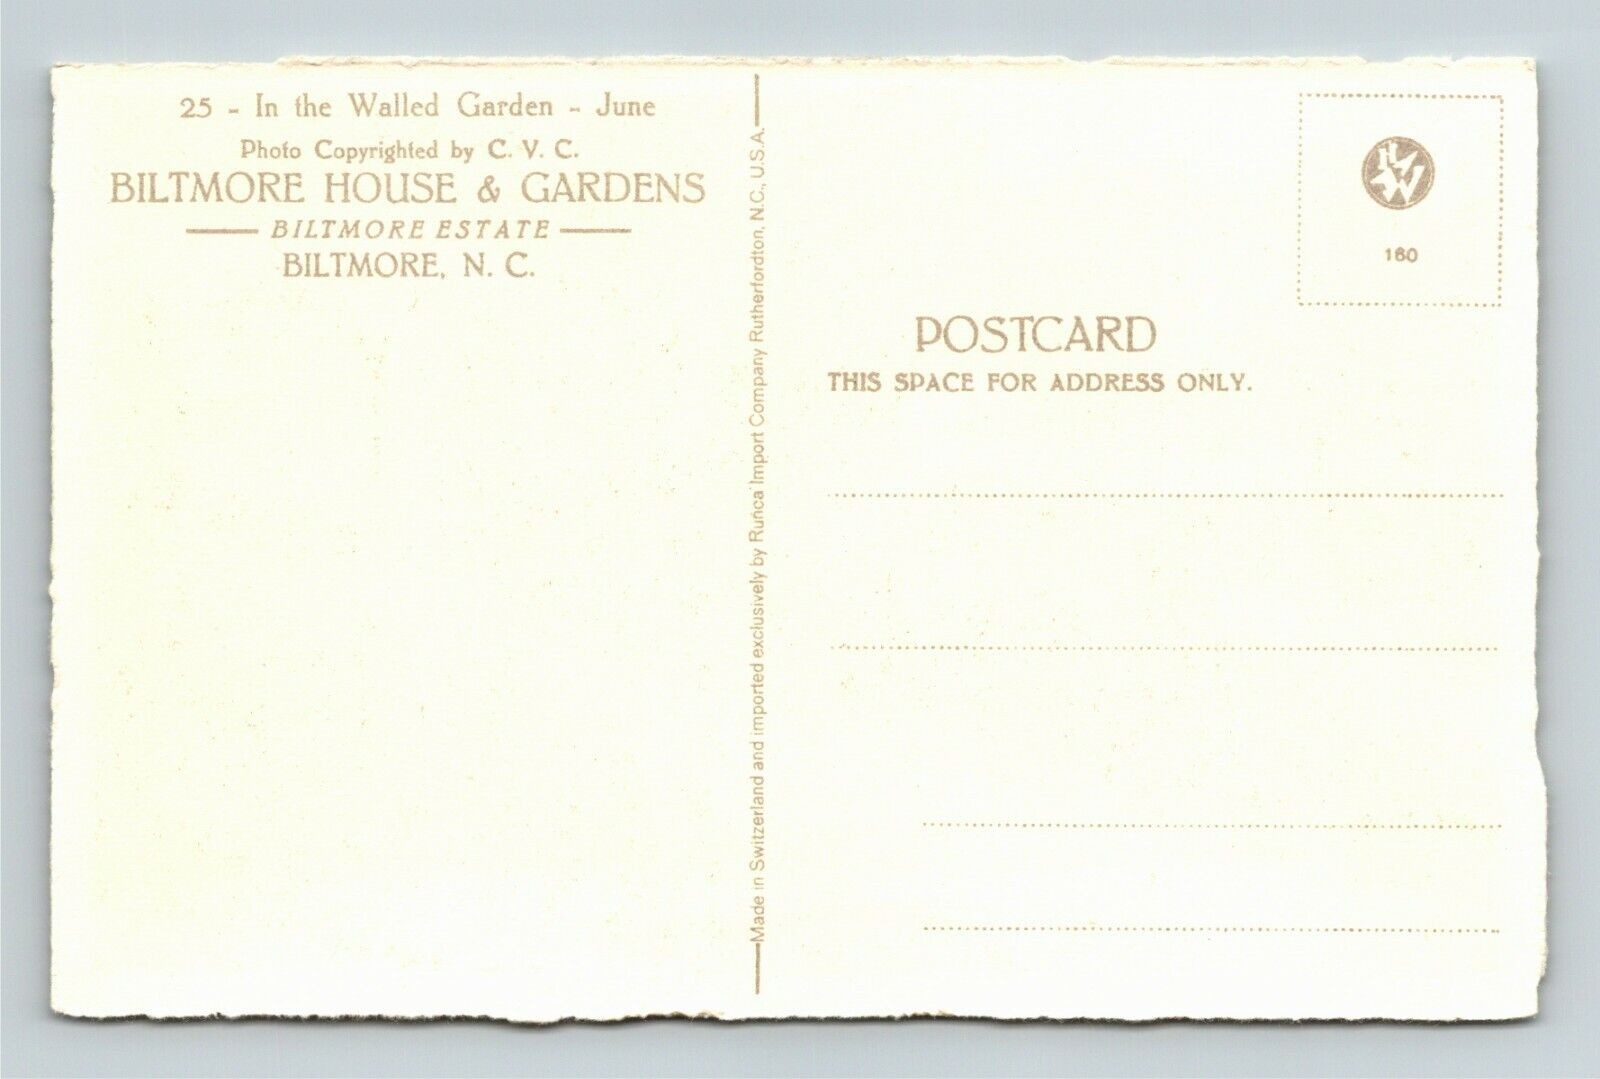 25 - In the Walled Garden - June
Photo Copyrighted by C. V. C.
BILTMORE HOUSE & GARDENS
BILTMORE ESTATE
BILTMORE, N. C.
Made in Switzerland and imported exclusively by Runca Import Company Rutherfordton, N.C., U.S.A.
160
POSTCARD
THIS SPACE FOR ADDRESS ONLY.